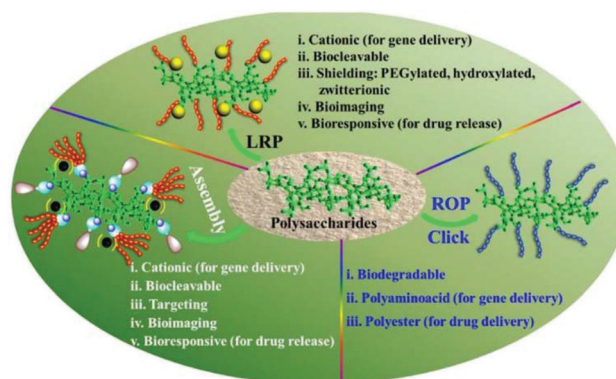 i. Cationic (for gene delivery)
ii. Biocleavable
iii. Shielding: PEGylated, hydroxylated,
zwitterionic
iv. Bioimaging
v. Bioresponsive (for drug release)
LRP
Assembly
Polysaccharides
ROP
Click
i. Cationic (for gene delivery)
ii. Biocleavable
iii. Targeting
iv. Bioimaging
v. Bioresponsive (for drug release)
i. Biodegradable
ii. Polyaminoacid (for gene delivery)
iii. Polyester (for drug delivery)